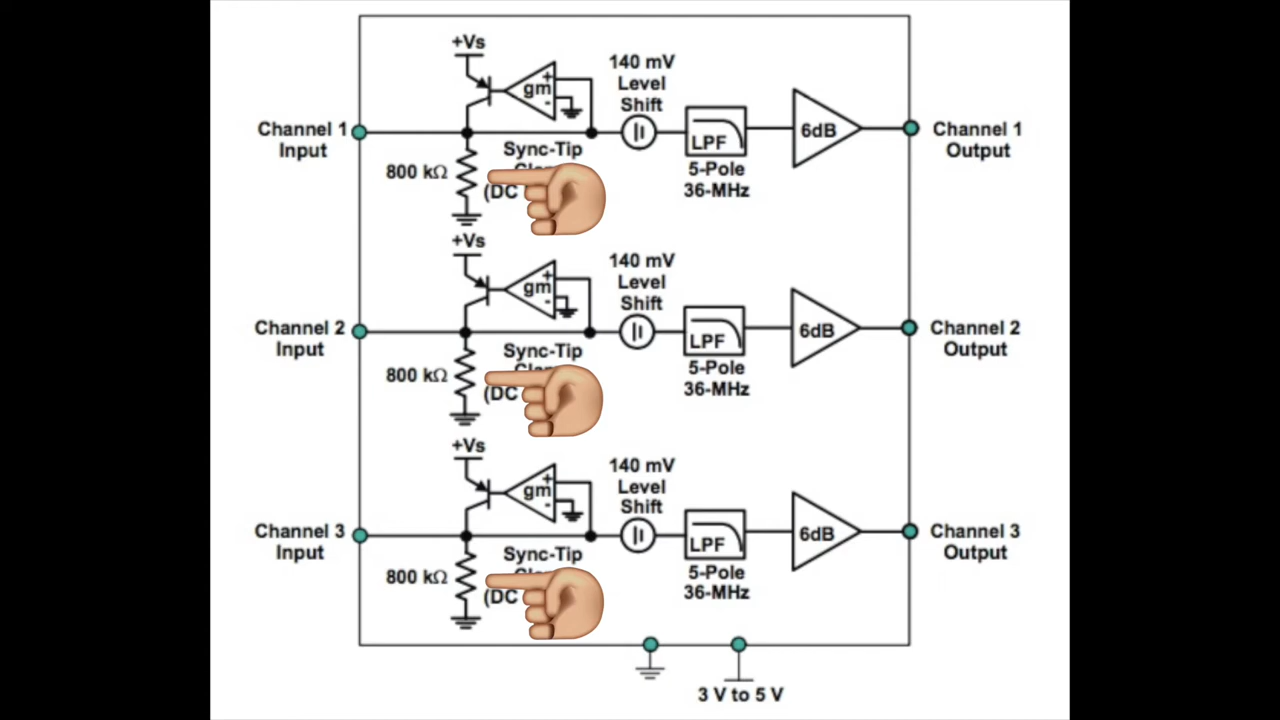 +Vs
gm
+
-
140 mV
Level
Shift
Channel 1
Input
LPF
6dB
Channel 1
Output
800 kΩ
Sync-Tip
(DC
5-Pole
36-MHz
+Vs
gm
+
-
140 mV
Level
Shift
Channel 2
Input
LPF
6dB
Channel 2
Output
800 kΩ
Sync-Tip
(DC
5-Pole
36-MHz
+Vs
gm
+
-
140 mV
Level
Shift
Channel 3
Input
LPF
6dB
Channel 3
Output
800 kΩ
Sync-Tip
(DC
5-Pole
36-MHz
3 V to 5 V